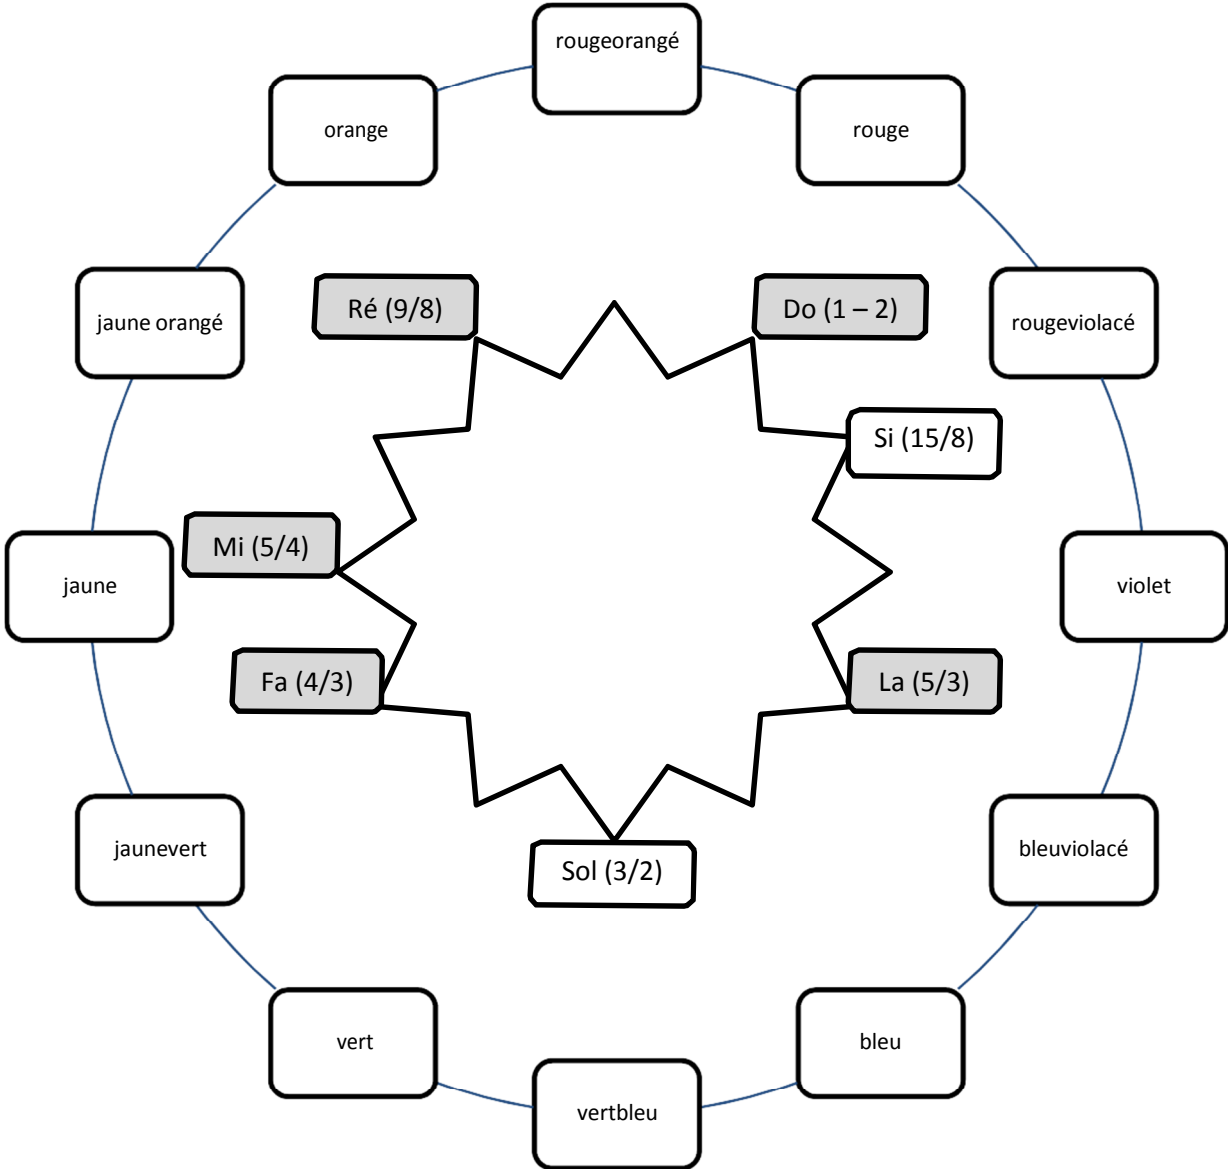 rougeorangé
orange
rouge
Ré (9/8)
Do (1 – 2)
jaune orangé
rougeviolacé
Si (15/8)
Mi (5/4)
jaune
violet
Fa (4/3)
La (5/3)
jaunevert
bleuviolacé
Sol (3/2)
vert
bleu
vertbleu